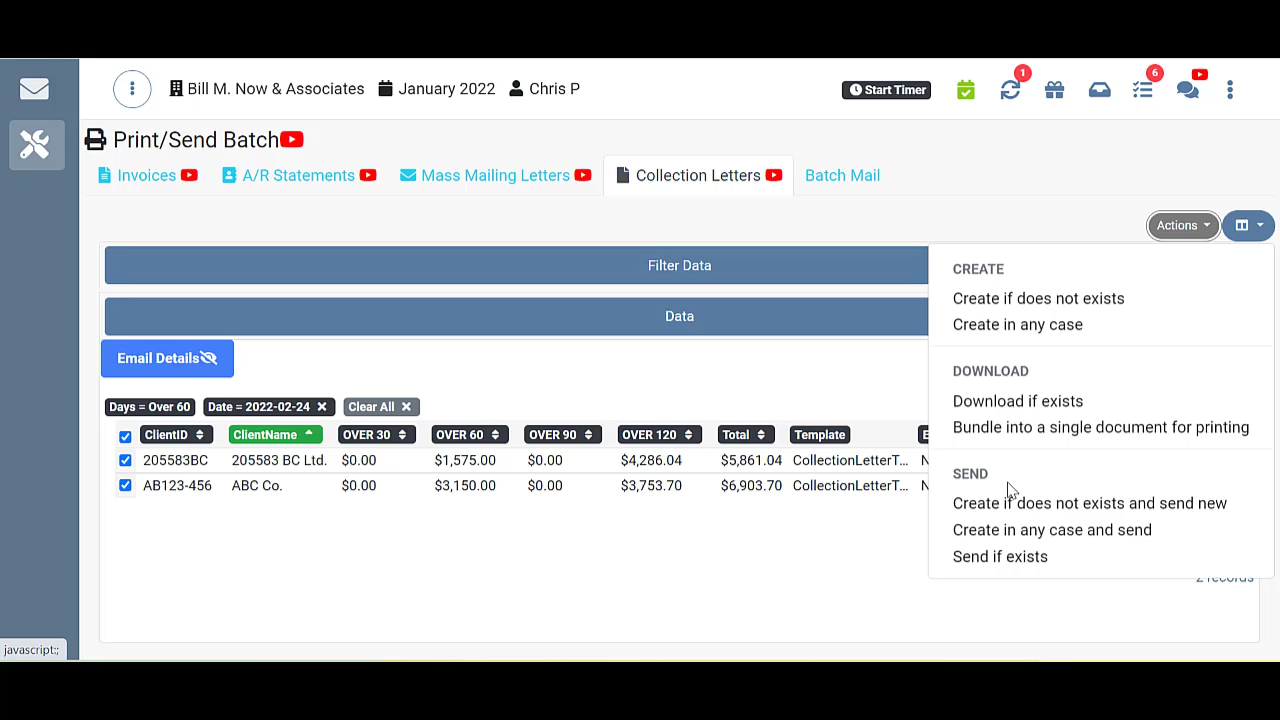 Bill M. Now & Associates January 2022 Chris P Start Timer 1 6
Print/Send Batch
Invoices A/R Statements Mass Mailing Letters Collection Letters Batch Mail
Actions
Filter Data
Data
Email Details
Days = Over 60 Date = 2022-02-24 × Clear All ×
ClientID ClientName OVER 30 OVER 60 OVER 90 OVER 120 Total Template
205583BC 205583 BC Ltd. $0.00 $1,575.00 $0.00 $4,286.04 $5,861.04 CollectionLetterT...
AB123-456 ABC Co. $0.00 $3,150.00 $0.00 $3,753.70 $6,903.70 CollectionLetterT...
CREATE
Create if does not exists
Create in any case
DOWNLOAD
Download if exists
Bundle into a single document for printing
SEND
Create if does not exists and send new
Create in any case and send
Send if exists
2 records
javascript:;